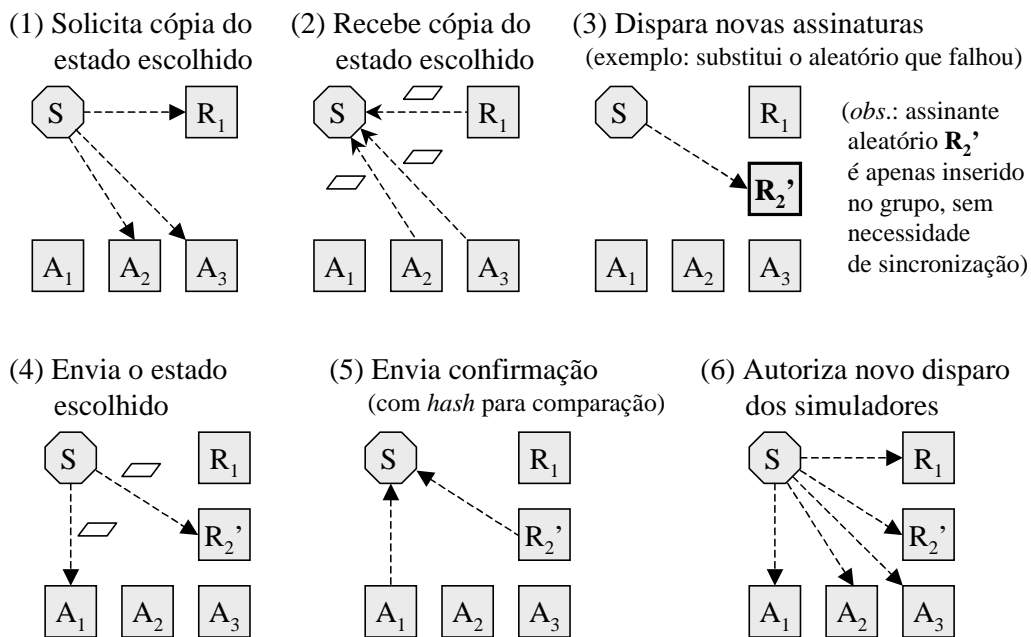 (1) Solicita cópia do
estado escolhido
S
R1
A1 A2 A3
(2) Recebe cópia do
estado escolhido
S
R1
A1 A2 A3
(3) Dispara novas assinaturas
(exemplo: substitui o aleatório que falhou)
S
R1
R2’
A1 A2 A3
(obs.: assinante
aleatório R2’
é apenas inserido
no grupo, sem
necessidade
de sincronização)
(4) Envia o estado
escolhido
S
R1
R2’
A1 A2 A3
(5) Envia confirmação
(com hash para comparação)
S
R1
R2’
A1 A2 A3
(6) Autoriza novo disparo
dos simuladores
S
R1
R2’
A1 A2 A3